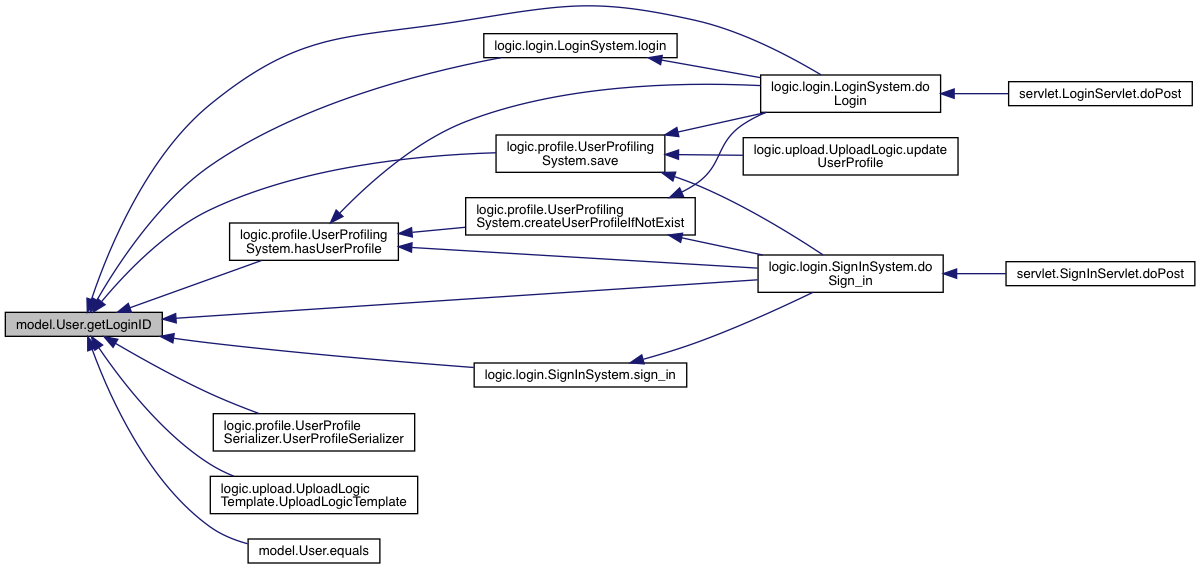 logic.login.LoginSystem.login
logic.login.LoginSystem.do
Login
servlet.LoginServlet.doPost
logic.profile.UserProfiling
System.save
logic.upload.UploadLogic.update
UserProfile
logic.profile.UserProfiling
System.createUserProfileIfNotExist
logic.profile.UserProfiling
System.hasUserProfile
logic.login.SignInSystem.do
Sign_in
servlet.SignInServlet.doPost
model.User.getLoginID
logic.login.SignInSystem.sign_in
logic.profile.UserProfile
Serializer.UserProfileSerializer
logic.upload.UploadLogic
Template.UploadLogicTemplate
model.User.equals